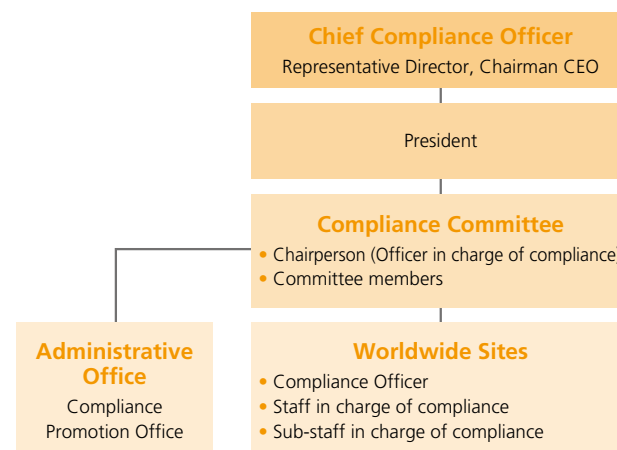 Chief Compliance Officer
Representative Director, Chairman CEO
President
Compliance Committee
• Chairperson (Officer in charge of compliance)
• Committee members
Administrative
Office
Compliance
Promotion Office
Worldwide Sites
• Compliance Officer
• Staff in charge of compliance
• Sub-staff in charge of compliance